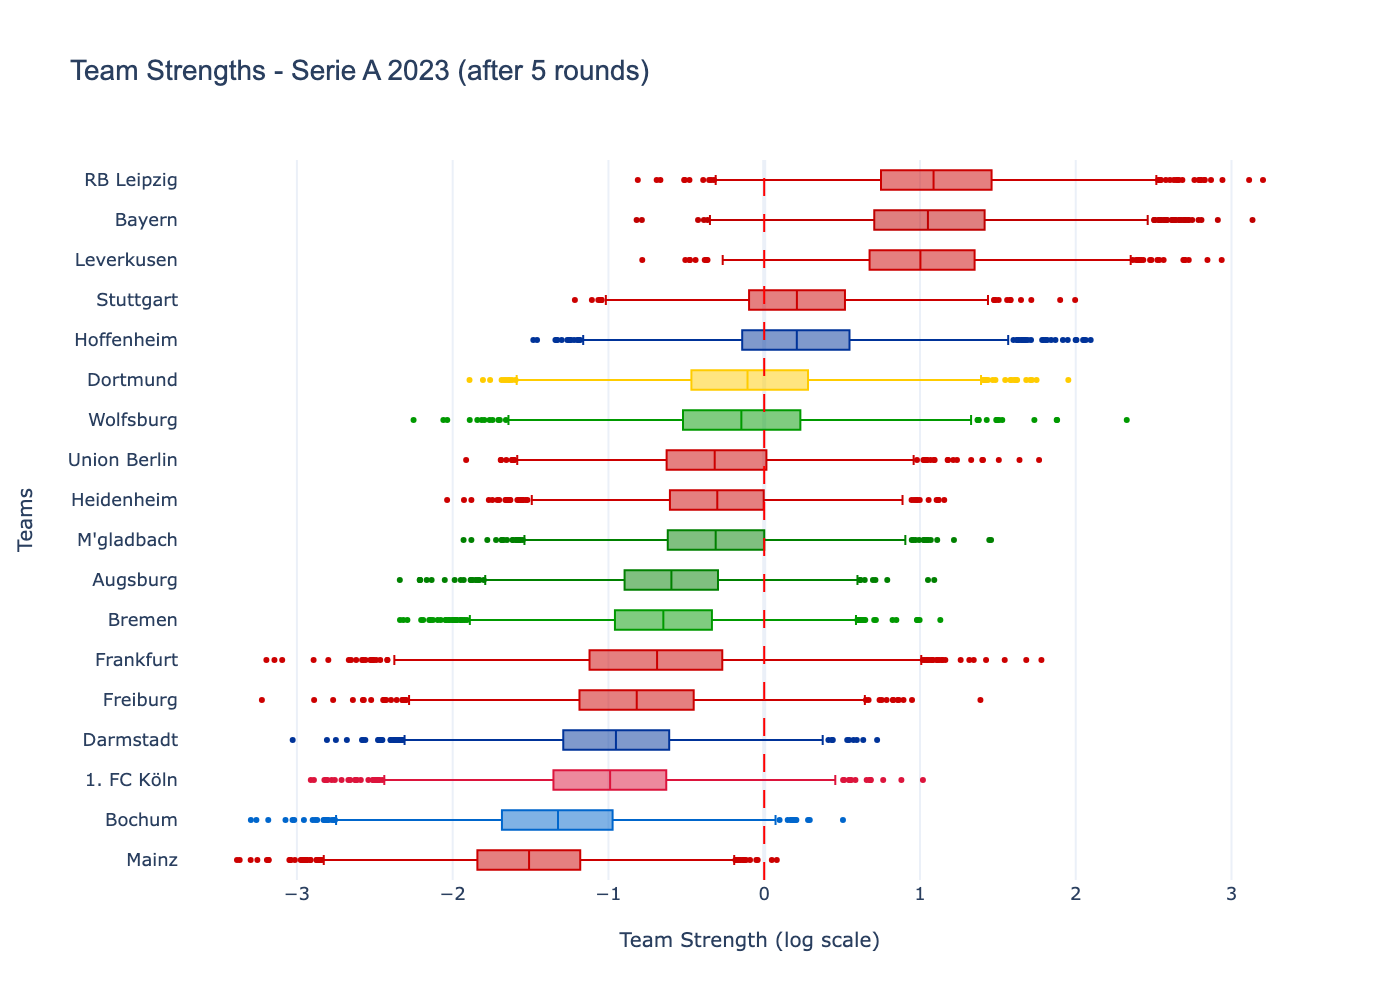 Team Strengths - Serie A 2023 (after 5 rounds)
RB Leipzig
Bayern
Leverkusen
Stuttgart
Hoffenheim
Dortmund
Wolfsburg
Union Berlin
Heidenheim
M'gladbach
Augsburg
Bremen
Frankfurt
Freiburg
Darmstadt
1. FC Köln
Bochum
Mainz
Teams
−3 −2 −1 0 1 2 3
Team Strength (log scale)